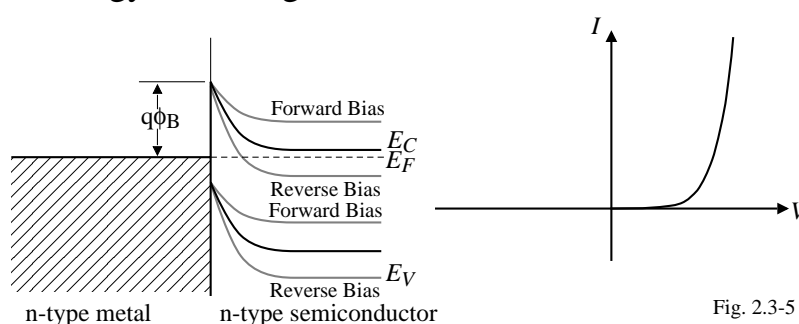 I
Forward Bias
qϕB
EC
EF
Reverse Bias
Forward Bias
V
EV
Reverse Bias
n-type metal
n-type semiconductor
Fig. 2.3-5